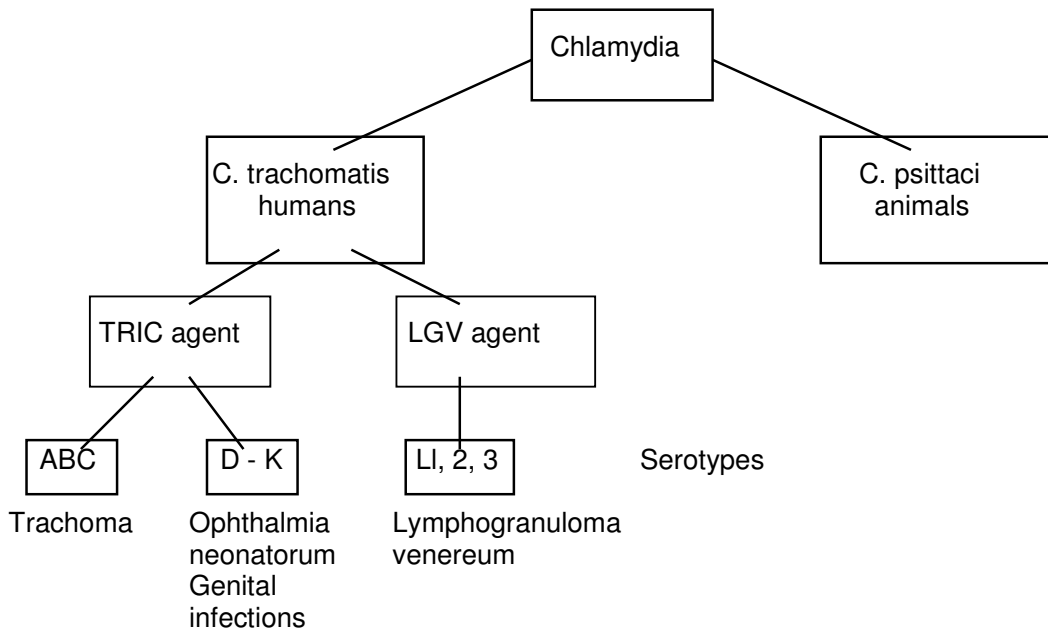 Chlamydia
C. trachomatis
humans
C. psittaci
animals
TRIC agent
LGV agent
ABC
D - K
Ll, 2, 3
Serotypes
Trachoma
Ophthalmia
neonatorum
Genital
infections
Lymphogranuloma
venereum